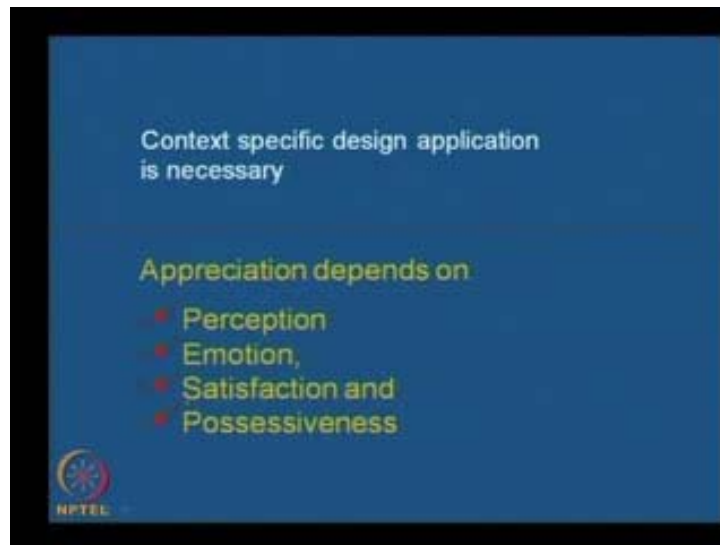 Context specific design application
is necessary
Appreciation depends on
Perception
Emotion,
Satisfaction and
Possessiveness
NPTEL